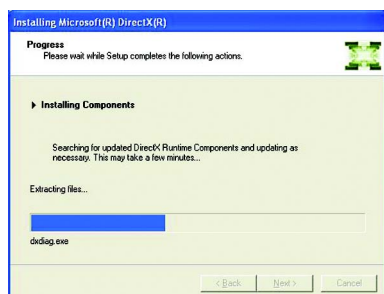 Installing Microsoft(R) DirectX(R)
Progress
Please wait while Setup completes the following actions.
Installing Components
Searching for updated DirectX Runtime Components and updating as
necessary. This may take a few minutes...
Extracting files...
dxdiag.exe
< Back Next > Cancel